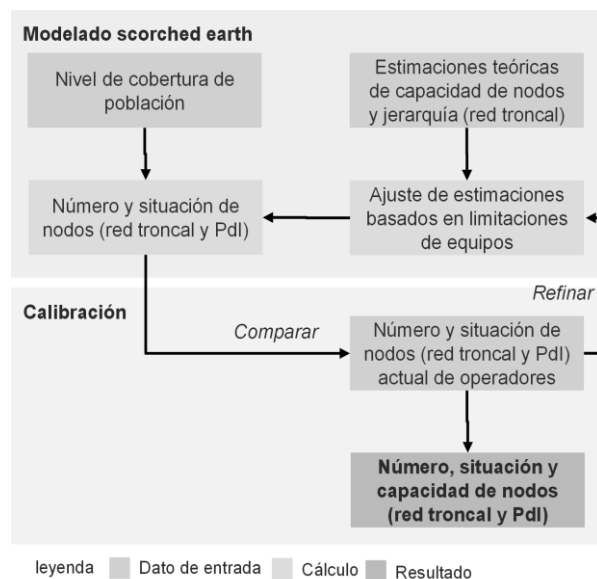 Modelado scorched earth
Nivel de cobertura de
población
Estimaciones teóricas
de capacidad de nodos
y jerarquía (red troncal)
Número y situación de
nodos (red troncal y PdI)
Ajuste de estimaciones
basados en limitaciones
de equipos
Calibración
Refinar
Comparar
Número y situación de
nodos (red troncal y PdI)
actual de operadores
Número, situación y
capacidad de nodos
(red troncal y PdI)
leyenda Dato de entrada Cálculo Resultado